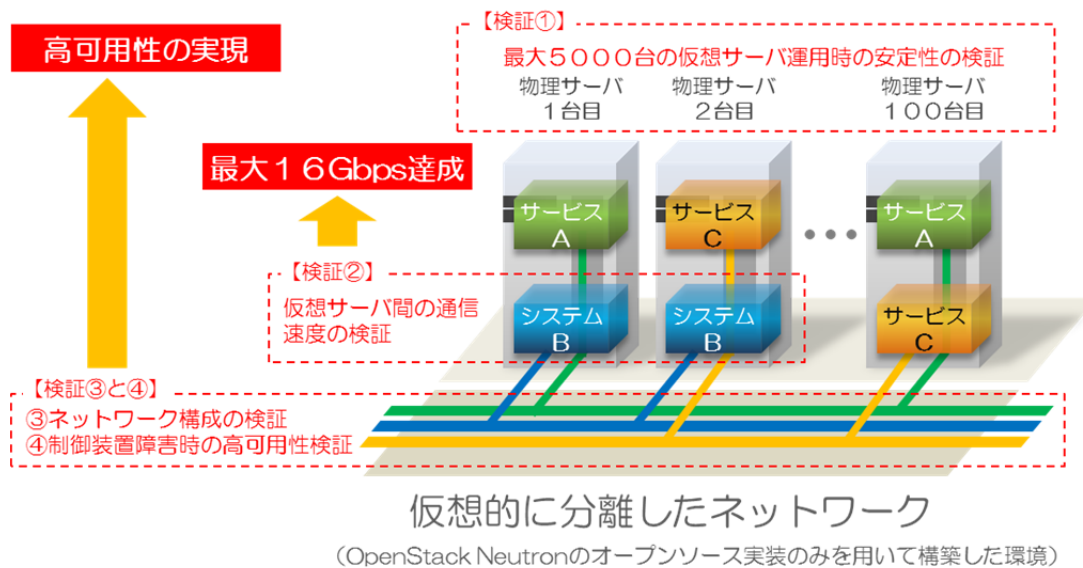 【検証①】
高可用性の実現
最大５０００台の仮想サーバ運用時の安定性の検証
物理サーバ
１台目
物理サーバ
２台目
物理サーバ
１００台目
最大１６Gbps達成
サービス
A
サービス
C
サービス
A
【検証②】
仮想サーバ間の通信
速度の検証
システム
B
システム
B
サービス
C
【検証③と④】
③ネットワーク構成の検証
④制御装置障害時の高可用性検証
仮想的に分離したネットワーク
（OpenStack Neutronのオープンソース実装のみを用いて構築した環境）